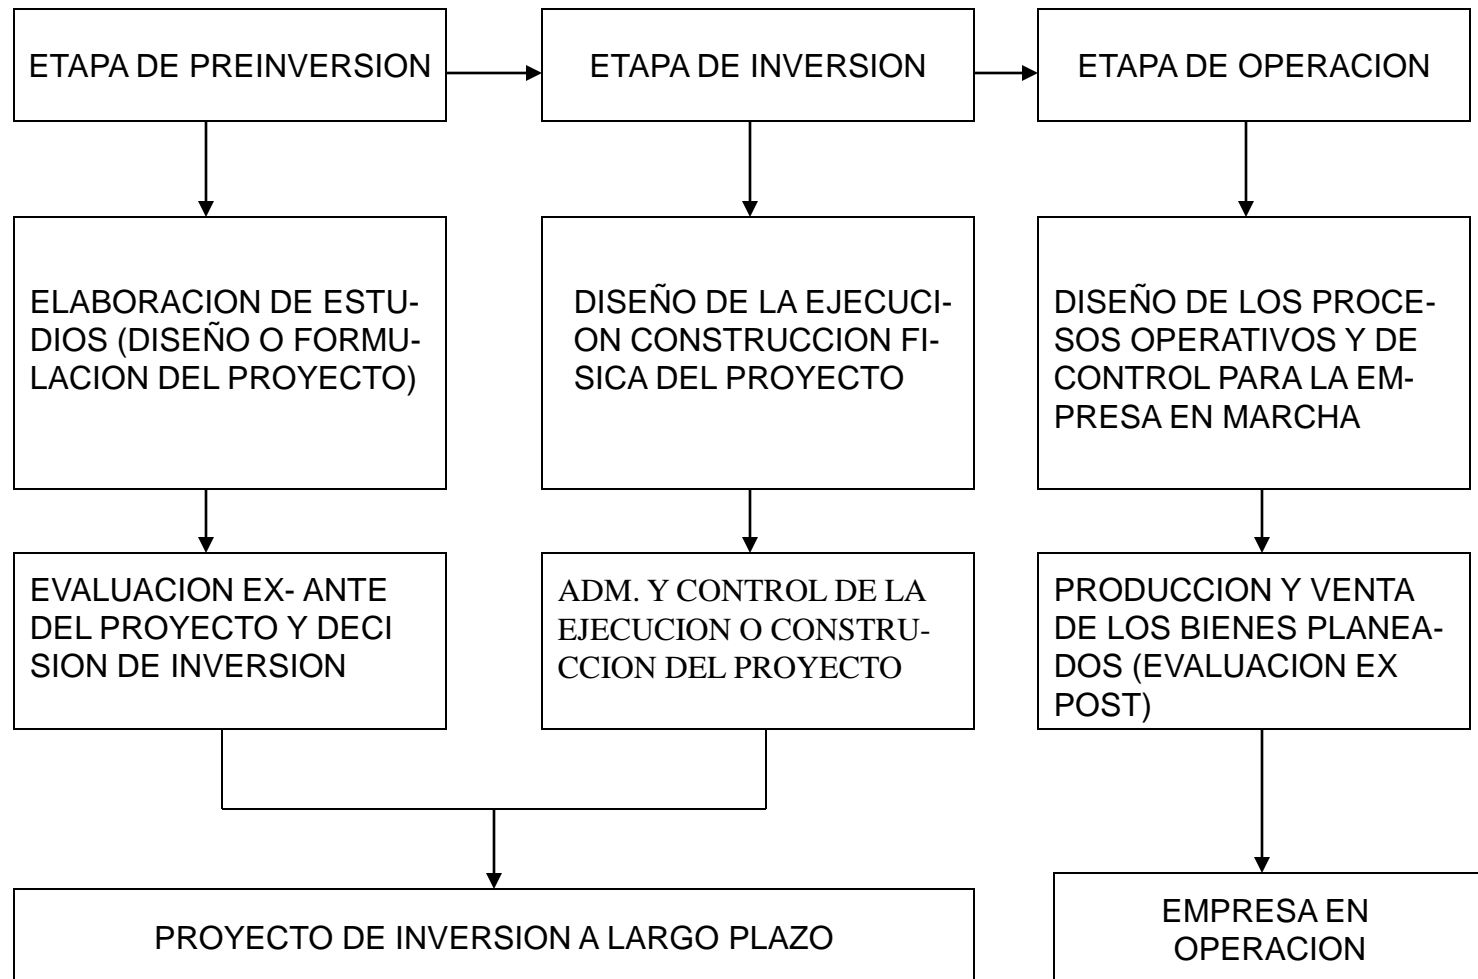 ETAPA DE PREINVERSION
ETAPA DE INVERSION
ETAPA DE OPERACION
ELABORACION DE ESTU-
DIOS (DISEÑO O FORMU-
LACION DEL PROYECTO)
DISEÑO DE LA EJECUCI-
ON CONSTRUCCION FI-
SICA DEL PROYECTO
DISEÑO DE LOS PROCE-
SOS OPERATIVOS Y DE
CONTROL PARA LA EM-
PRESA EN MARCHA
EVALUACION EX- ANTE
DEL PROYECTO Y DECI
SION DE INVERSION
ADM. Y CONTROL DE LA
EJECUCION O CONSTRU-
CCION DEL PROYECTO
PRODUCCION Y VENTA
DE LOS BIENES PLANEA-
DOS (EVALUACION EX
POST)
PROYECTO DE INVERSION A LARGO PLAZO
EMPRESA EN
OPERACION